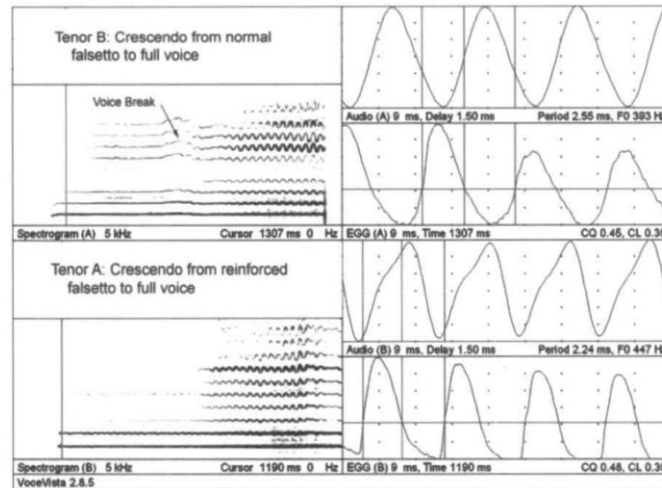 Tenor B: Crescendo from normal
falsetto to full voice
Voice Break
Audio (A) 9 ms, Delay 1.50 ms Period 2.55 ms, F0 393 Hz
Spectrogram (A) 5 kHz Cursor 1307 ms 0 Hz
EGG (A) 9 ms, Time 1307 ms CQ 0.45, CL 0.35
Tenor A: Crescendo from reinforced
falsetto to full voice
Audio (B) 9 ms, Delay 1.50 ms Period 2.24 ms, F0 447 Hz
Spectrogram (B) 5 kHz Cursor 1190 ms 0 Hz
EGG (B) 9 ms, Time 1190 ms CQ 0.48, CL 0.35
VoceVista 2.8.5